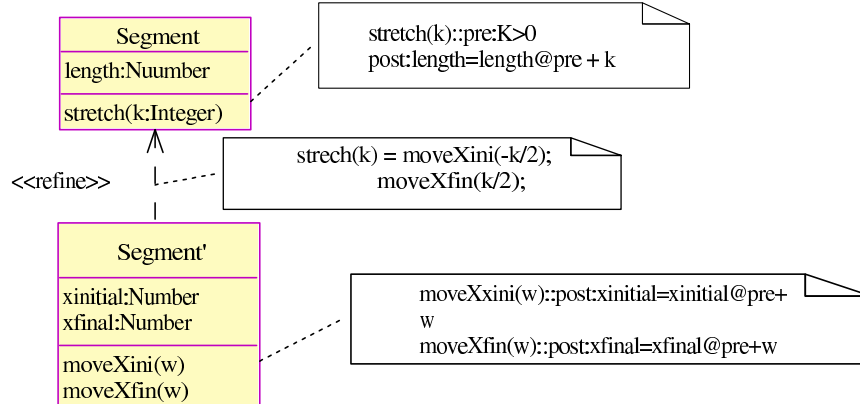 Segment
length:Nuumber
stretch(k:Integer)
stretch(k)::pre:K>0
post:length=length@pre + k
<<refine>>
strech(k) = moveXini(-k/2);
moveXfin(k/2);
Segment'
xinitial:Number
xfinal:Number
moveXini(w)
moveXfin(w)
moveXxini(w)::post:xinitial=xinitial@pre+
w
moveXfin(w)::post:xfinal=xfinal@pre+w